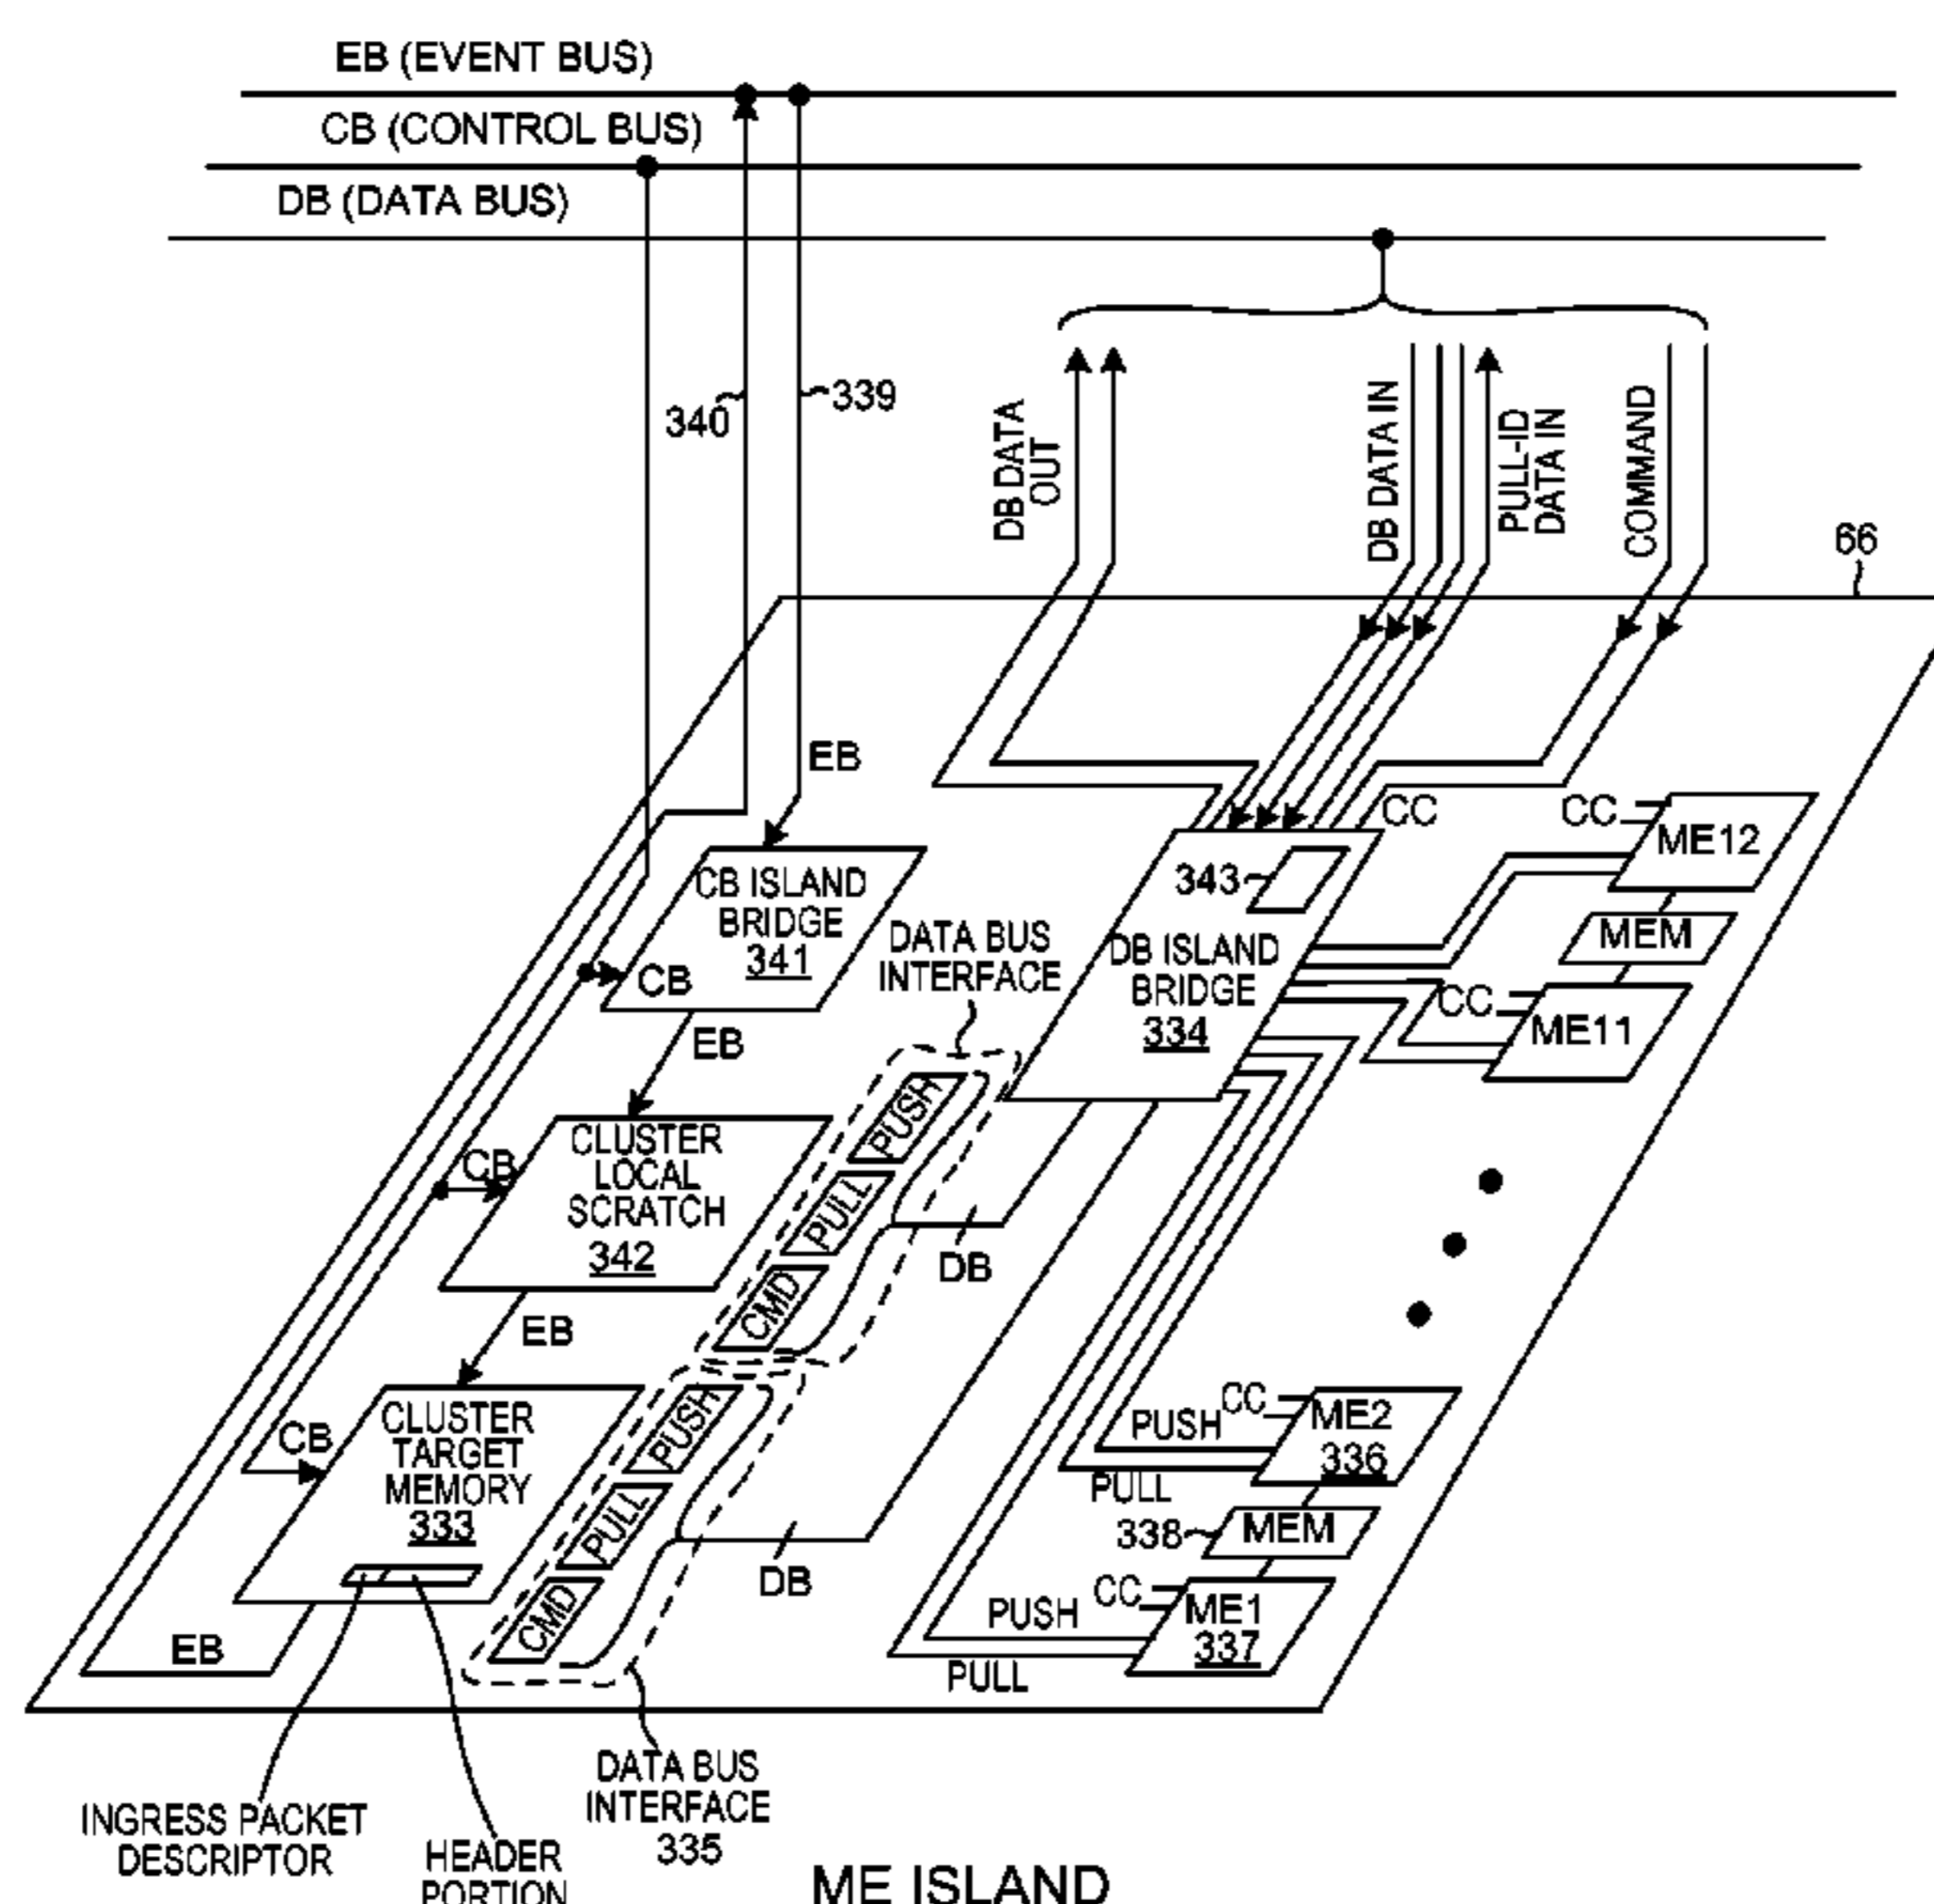 EB (EVENT BUS)
CB (CONTROL BUS)
DB (DATA BUS)
340
339
DB DATA
OUT
DB DATA IN
PULL-ID
DATA IN
COMMAND
66
EB
CB ISLAND
BRIDGE
341
CB
EB
DATA BUS
INTERFACE
343
DB ISLAND
BRIDGE
334
CC
CC
ME12
MEM
CC
ME11
CLUSTER
LOCAL
SCRATCH
342
CB
EB
PUSH
PULL
CMD
DB
CLUSTER
TARGET
MEMORY
333
CB
EB
PUSH
PULL
CMD
DB
PUSH
PULL
CC
ME2
336
338
MEM
PUSH
PULL
CC
ME1
337
INGRESS PACKET
DESCRIPTOR
HEADER
PORTION
DATA BUS
INTERFACE
335
ME ISLAND